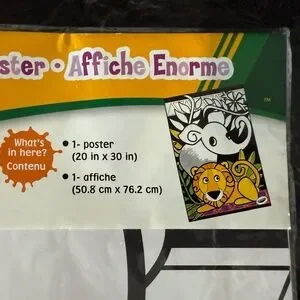 ster • Affiche Enorme
TM
What's
in here?
Contenu
• 1- poster
(20 in x 30 in)
• 1- affiche
(50.8 cm x 76.2 cm)